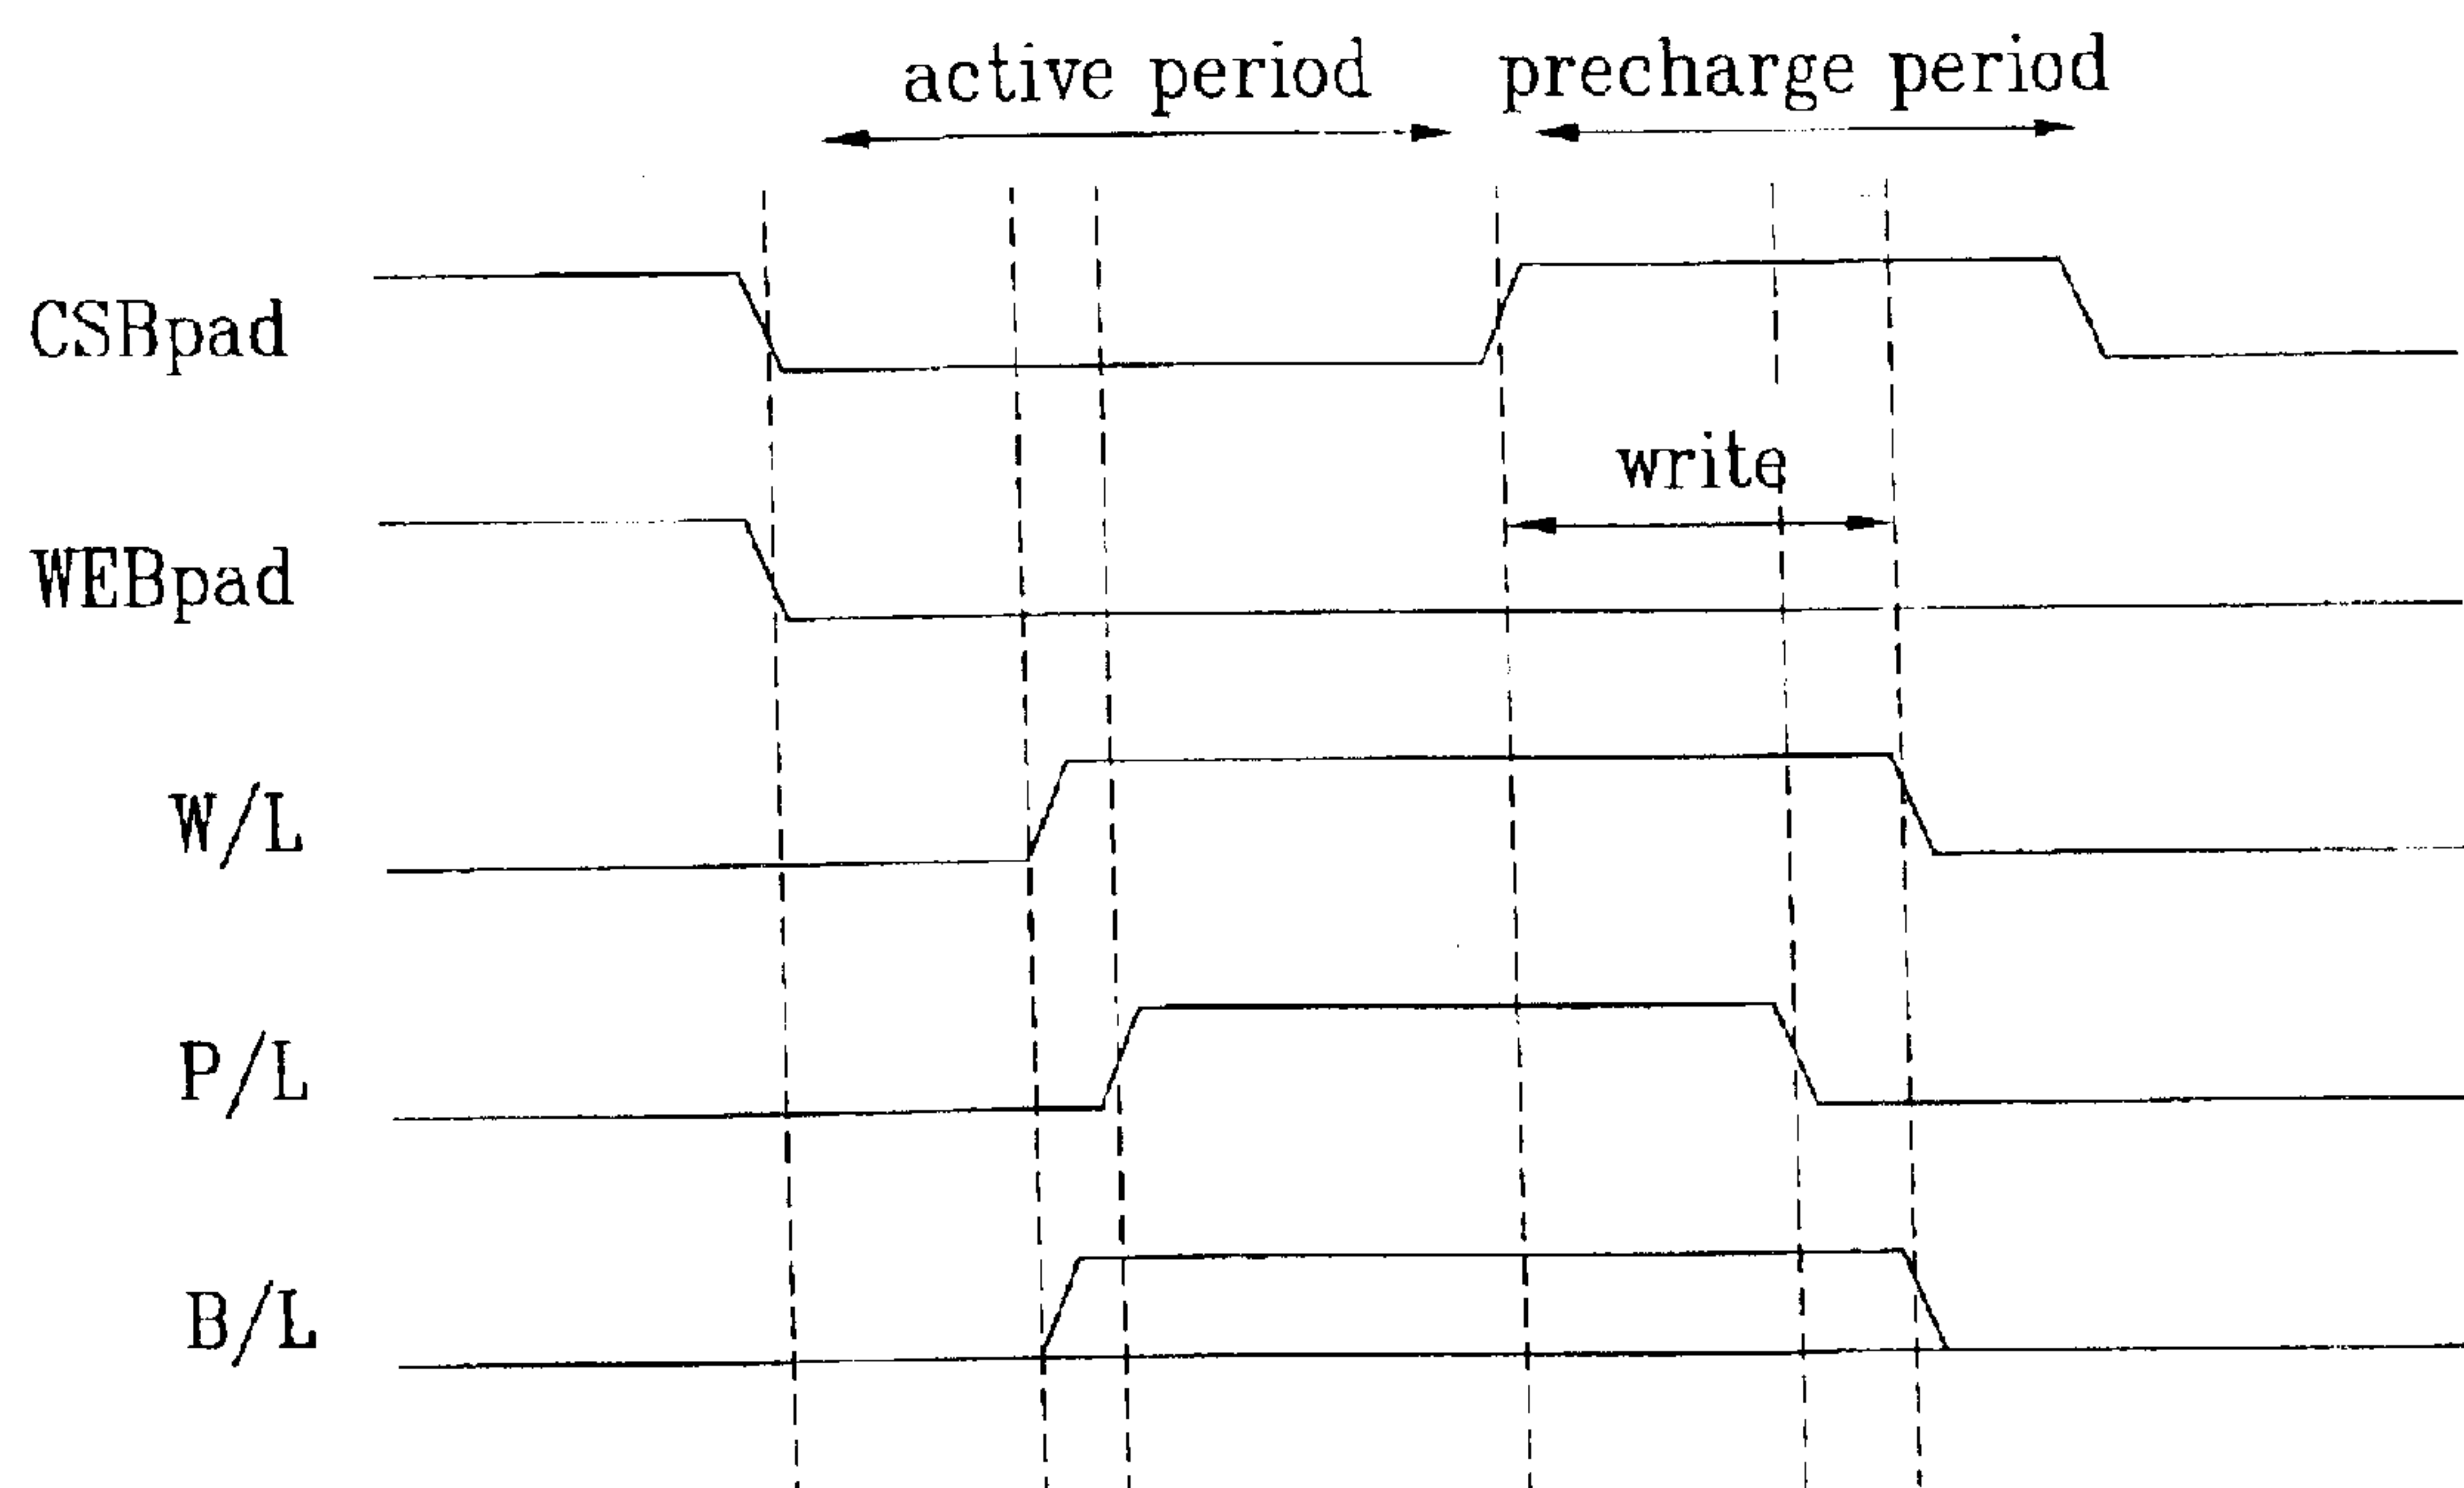 active period precharge period
CSBpad
write
WEBpad
W/L
P/L
B/L